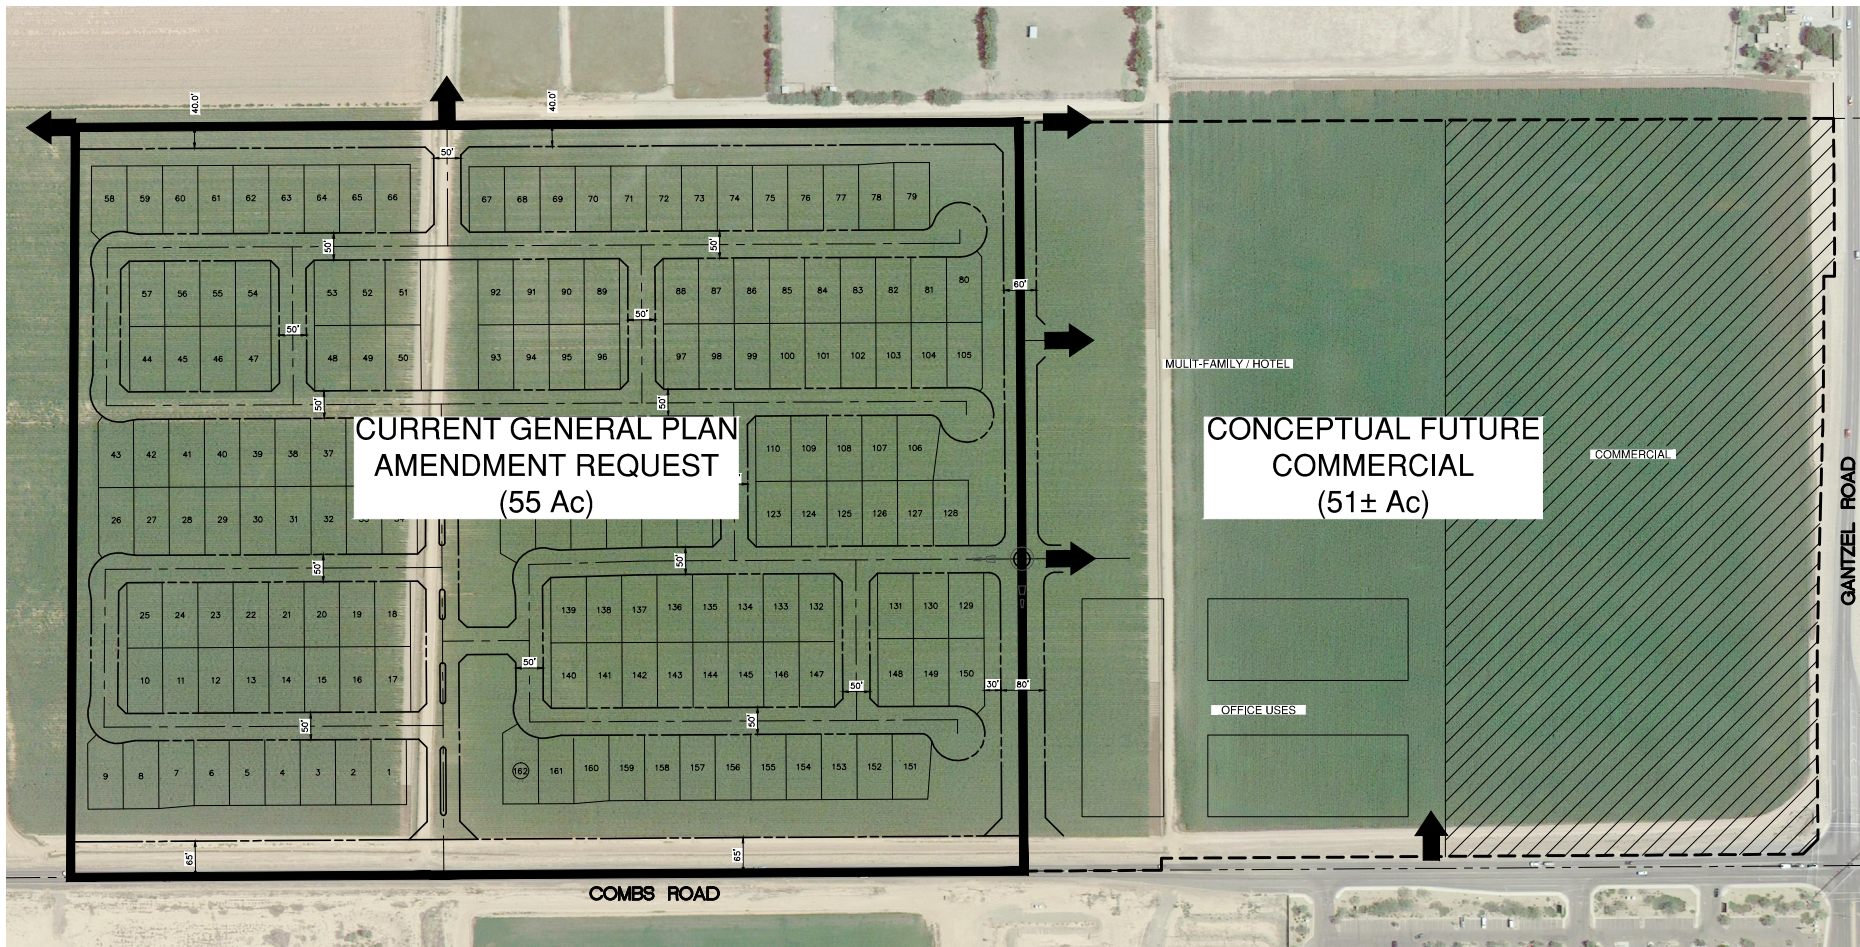 40.0'
40.0'
50'
58 59 60 61 62 63 64 65 66
67 68 69 70 71 72 73 74 75 76 77 78 79
50'
50'
57 56 55 54
53 52 51
92 91 90 89
88 87 86 85 84 83 82 81 80
60'
50'
50'
44 45 46 47
48 49 50
93 94 95 96
97 98 99 100 101 102 103 104 105
MULIT-FAMILY / HOTEL
50'
50'
CURRENT GENERAL PLAN
AMENDMENT REQUEST
(55 Ac)
CONCEPTUAL FUTURE
COMMERCIAL
(51± Ac)
COMMERCIAL
GANTZEL ROAD
43 42 41 40 39 38 37
110 109 108 107 106
26 27 28 29 30 31 32
123 124 125 126 127 128
50'
50'
25 24 23 22 21 20 19 18
139 138 137 136 135 134 133 132
131 130 129
10 11 12 13 14 15 16 17
50'
140 141 142 143 144 145 146 147
148 149 150
50'
30'
80'
OFFICE USES
50'
50'
9 8 7 6 5 4 3 2 1
162 161 160 159 158 157 156 155 154 153 152 151
65'
65'
COMBS ROAD